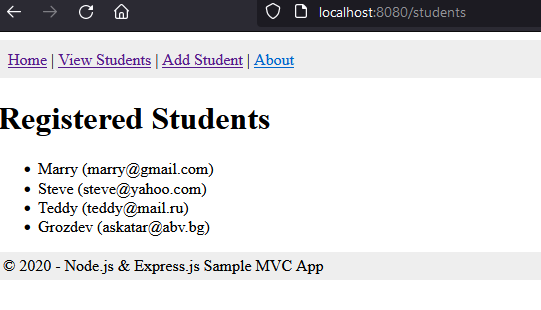 localhost:8080/students
Home | View Students | Add Student | About
Registered Students
• Marry (marry@gmail.com)
• Steve (steve@yahoo.com)
• Teddy (teddy@mail.ru)
• Grozdev (askatar@abv.bg)
© 2020 - Node.js & Express.js Sample MVC App